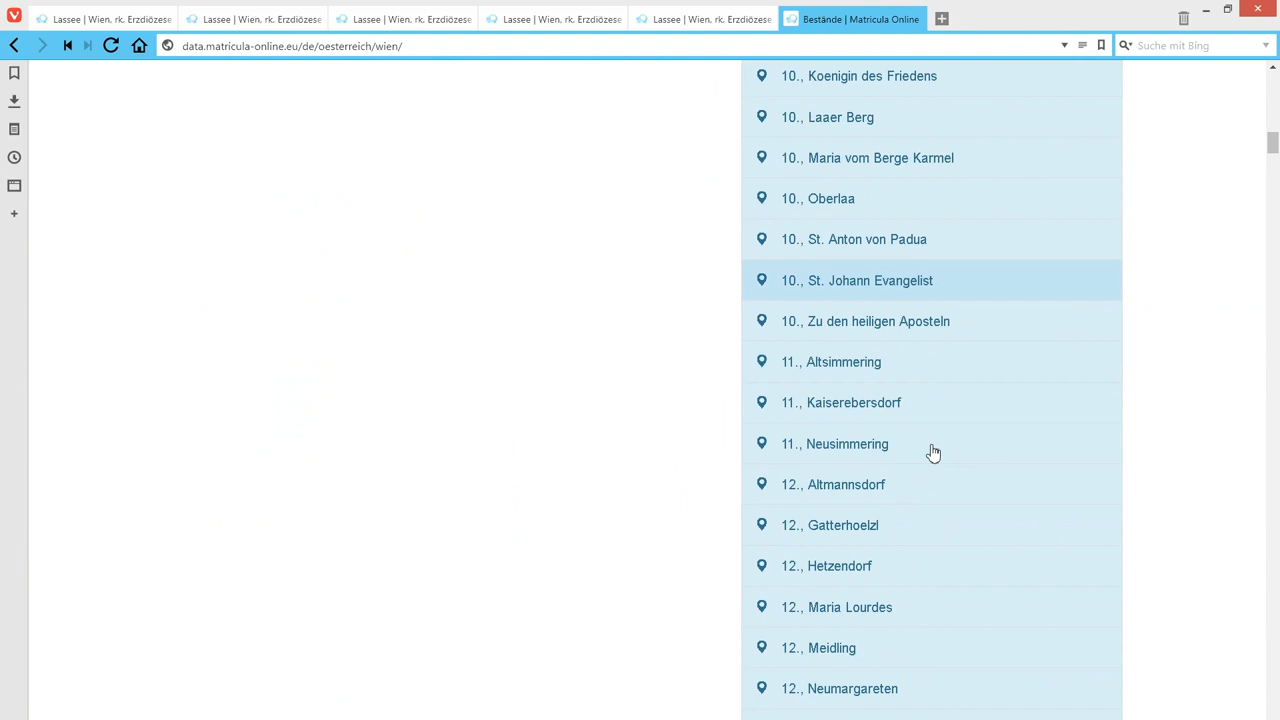 Lassee | Wien, rk. Erzdiözese
Lassee | Wien, rk. Erzdiözese
Lassee | Wien, rk. Erzdiözese
Lassee | Wien, rk. Erzdiözese
Lassee | Wien, rk. Erzdiözese
Bestände | Matricula Online
data.matricula-online.eu/de/oesterreich/wien/
Suche mit Bing
10., Koenigin des Friedens
10., Laaer Berg
10., Maria vom Berge Karmel
10., Oberlaa
10., St. Anton von Padua
10., St. Johann Evangelist
10., Zu den heiligen Aposteln
11., Altsimmering
11., Kaiserebersdorf
11., Neusimmering
12., Altmannsdorf
12., Gatterhoelzl
12., Hetzendorf
12., Maria Lourdes
12., Meidling
12., Neumargareten